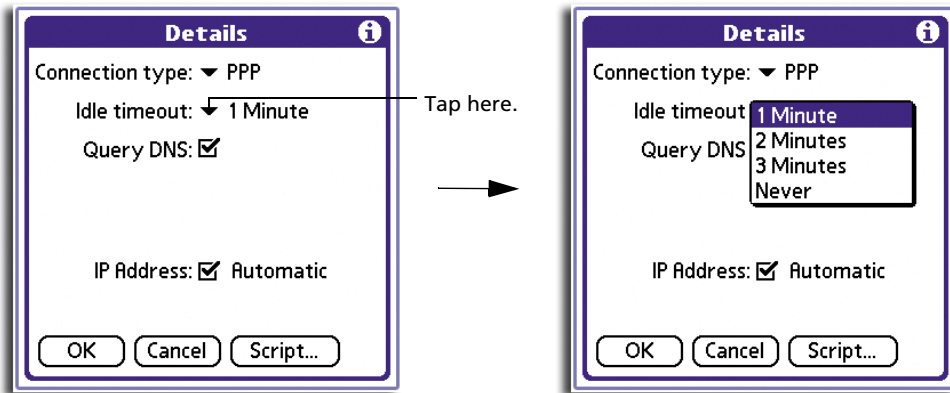 Details
Connection type: PPP
Idle timeout: 1 Minute
Query DNS:
IP Address: Automatic
OK Cancel Script...
Tap here.
Details
Connection type: PPP
Idle timeout 1 Minute
Query DNS 2 Minutes
3 Minutes
Never
IP Address: Automatic
OK Cancel Script...